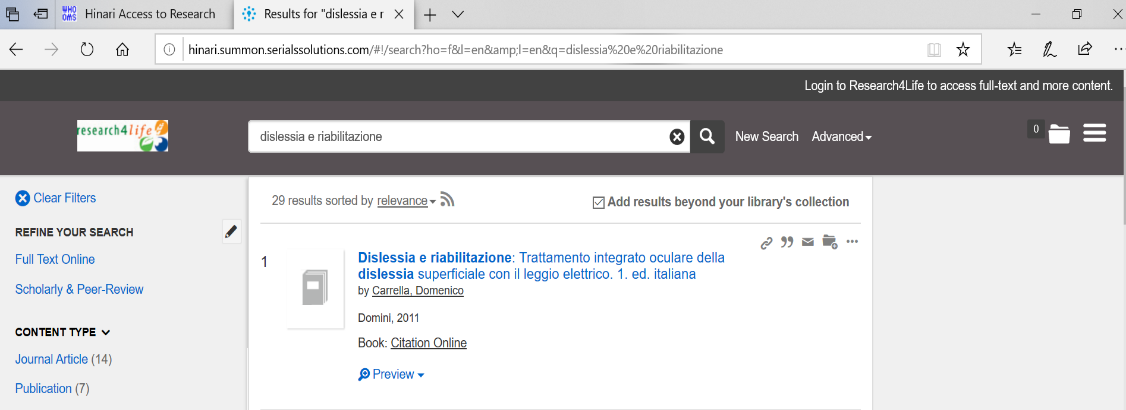 WHO OMS
Hinari Access to Research
Results for "dislessia e r
hinari.summon.serialssolutions.com/#!/search?ho=f&l=en&amp;l=en&q=dislessia%20e%20riabilitazione
Login to Research4Life to access full-text and more content.
research4life
dislessia e riabilitazione
New Search
Advanced
0
Clear Filters
29 results sorted by relevance
Add results beyond your library's collection
REFINE YOUR SEARCH
Full Text Online
Scholarly & Peer-Review
CONTENT TYPE
Journal Article (14)
Publication (7)
1
Dislessia e riabilitazione: Trattamento integrato oculare della
dislessia superficiale con il leggio elettrico. 1. ed. italiana
by Carrella, Domenico
Domini, 2011
Book: Citation Online
Preview